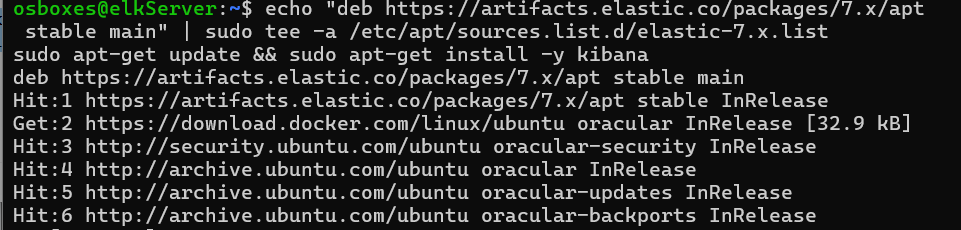 osboxes@elkServer:~$ echo "deb https://artifacts.elastic.co/packages/7.x/apt
 stable main" | sudo tee -a /etc/apt/sources.list.d/elastic-7.x.list
sudo apt-get update && sudo apt-get install -y kibana
deb https://artifacts.elastic.co/packages/7.x/apt stable main
Hit:1 https://artifacts.elastic.co/packages/7.x/apt stable InRelease
Get:2 https://download.docker.com/linux/ubuntu oracular InRelease [32.9 kB]
Hit:3 http://security.ubuntu.com/ubuntu oracular-security InRelease
Hit:4 http://archive.ubuntu.com/ubuntu oracular InRelease
Hit:5 http://archive.ubuntu.com/ubuntu oracular-updates InRelease
Hit:6 http://archive.ubuntu.com/ubuntu oracular-backports InRelease